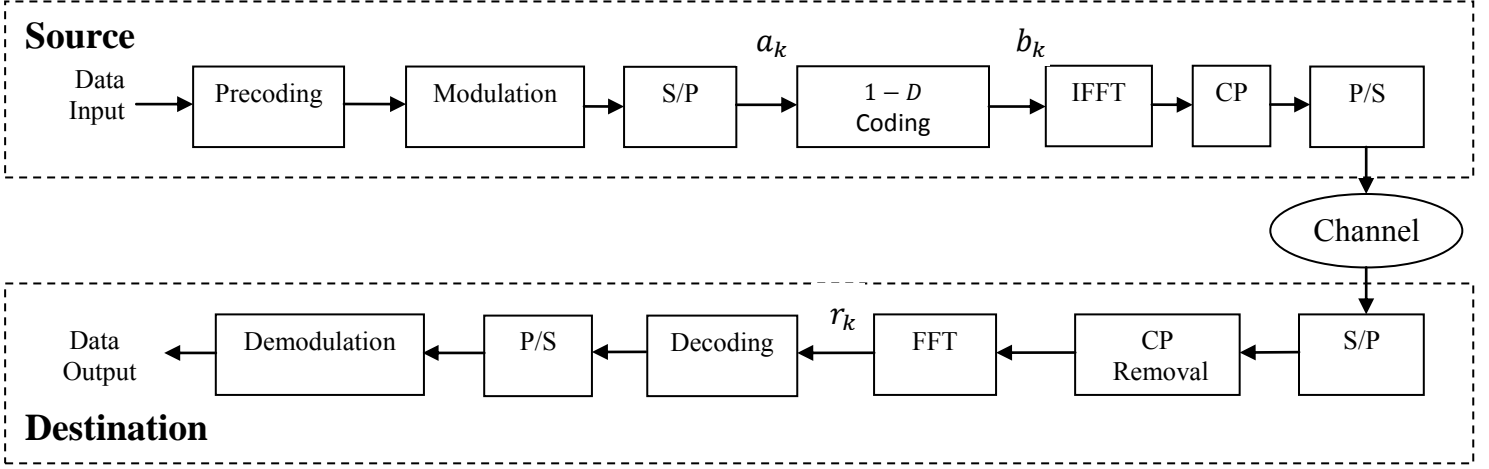 Source
Data
Input
Precoding
Modulation
S/P
a_k
1 − D
Coding
b_k
IFFT
CP
P/S
Channel
S/P
CP
Removal
FFT
r_k
Decoding
P/S
Demodulation
Data
Output
Destination